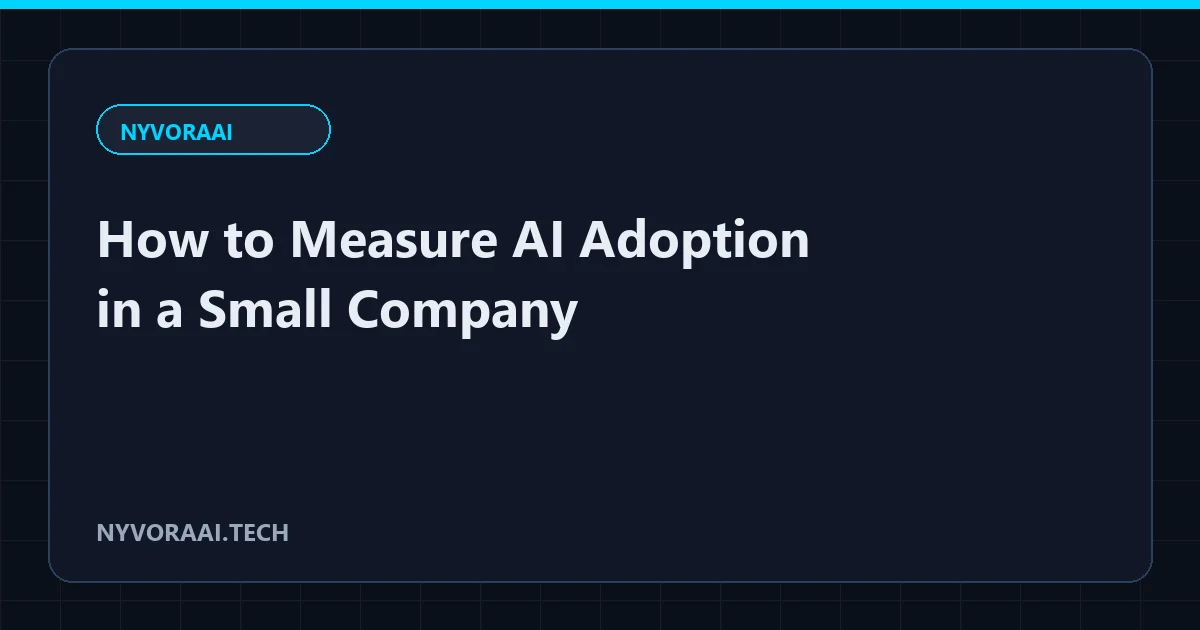 NYVORAAI
How to Measure AI Adoption
in a Small Company
NYVORAAI.TECH